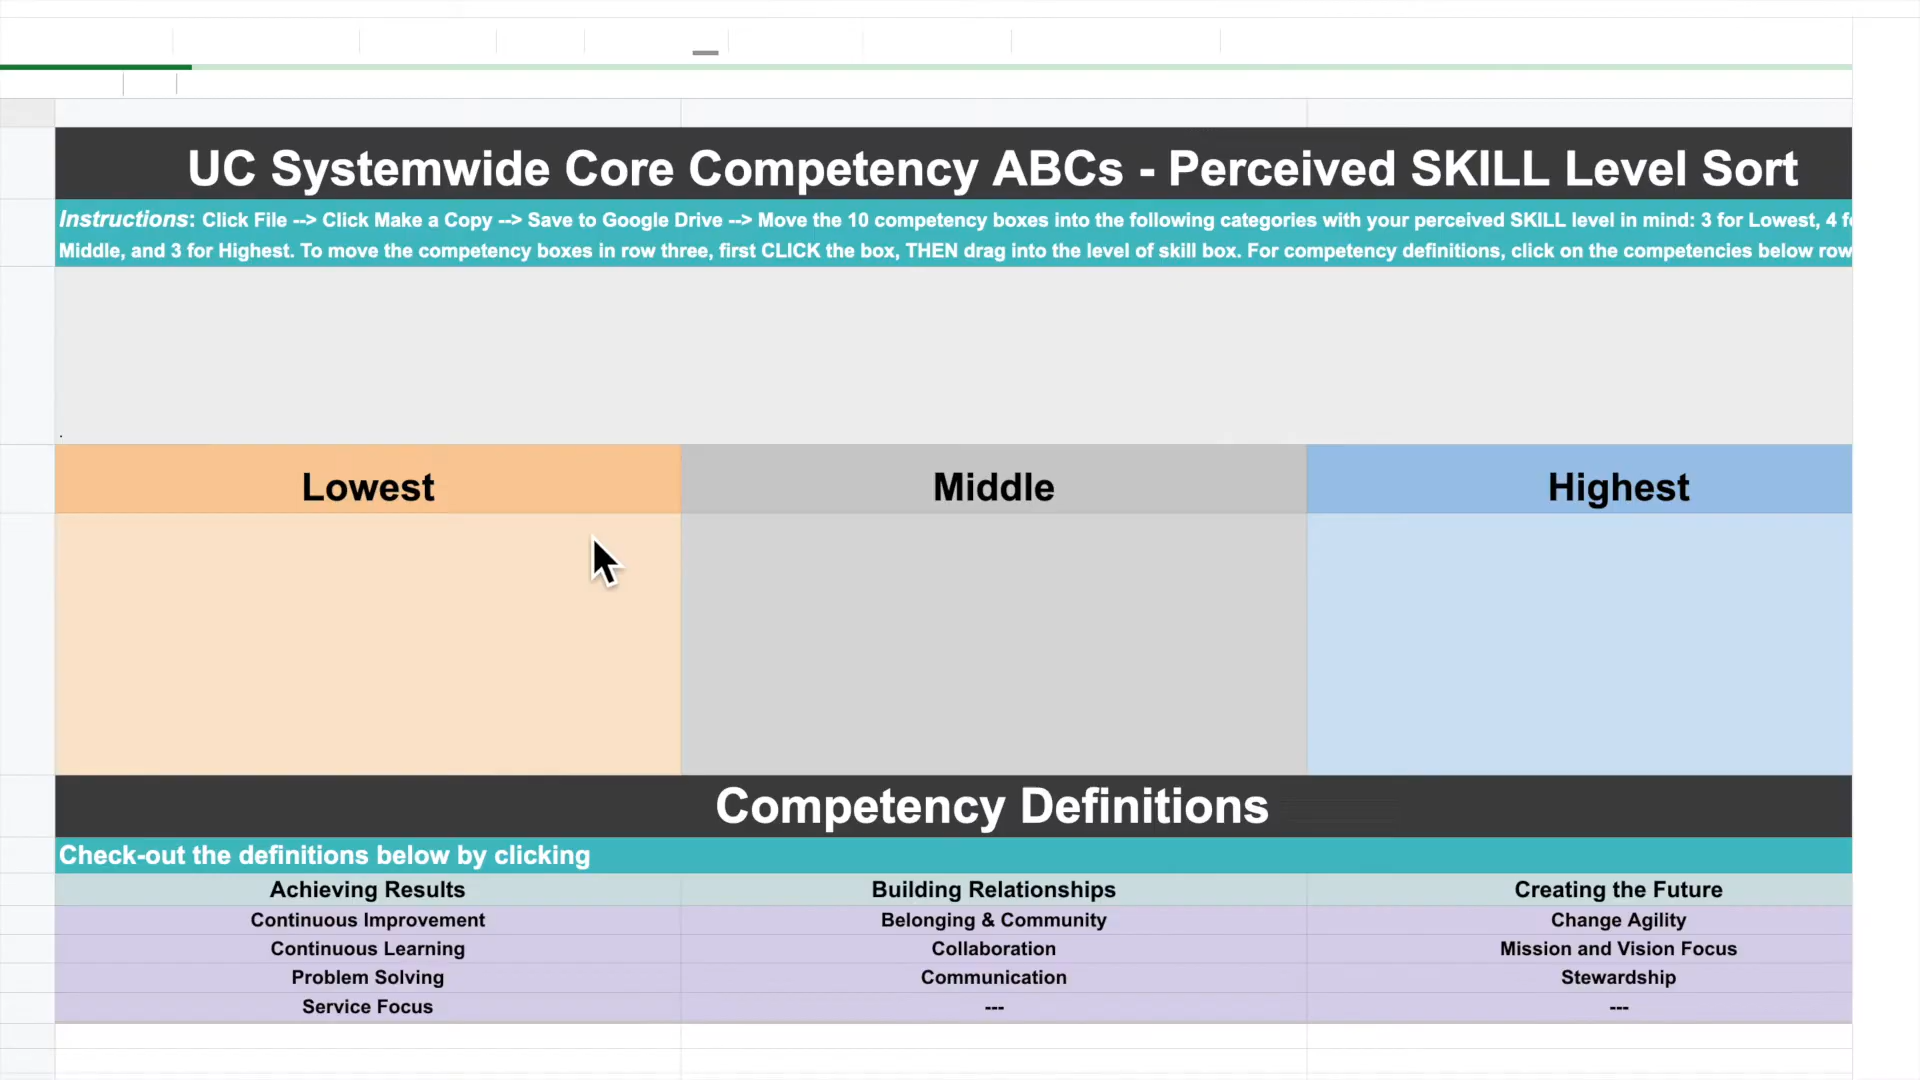 UC Systemwide Core Competency ABCs - Perceived SKILL Level Sort
Instructions: Click File --> Click Make a Copy --> Save to Google Drive --> Move the 10 competency boxes into the following categories with your perceived SKILL level in mind: 3 for Lowest, 4
Middle, and 3 for Highest. To move the competency boxes in row three, first CLICK the box, THEN drag into the level of skill box. For competency definitions, click on the competencies below row
.
Lowest Middle Highest
Competency Definitions
Check-out the definitions below by clicking
Achieving Results Building Relationships Creating the Future
Continuous Improvement Belonging & Community Change Agility
Continuous Learning Collaboration Mission and Vision Focus
Problem Solving Communication Stewardship
Service Focus --- ---